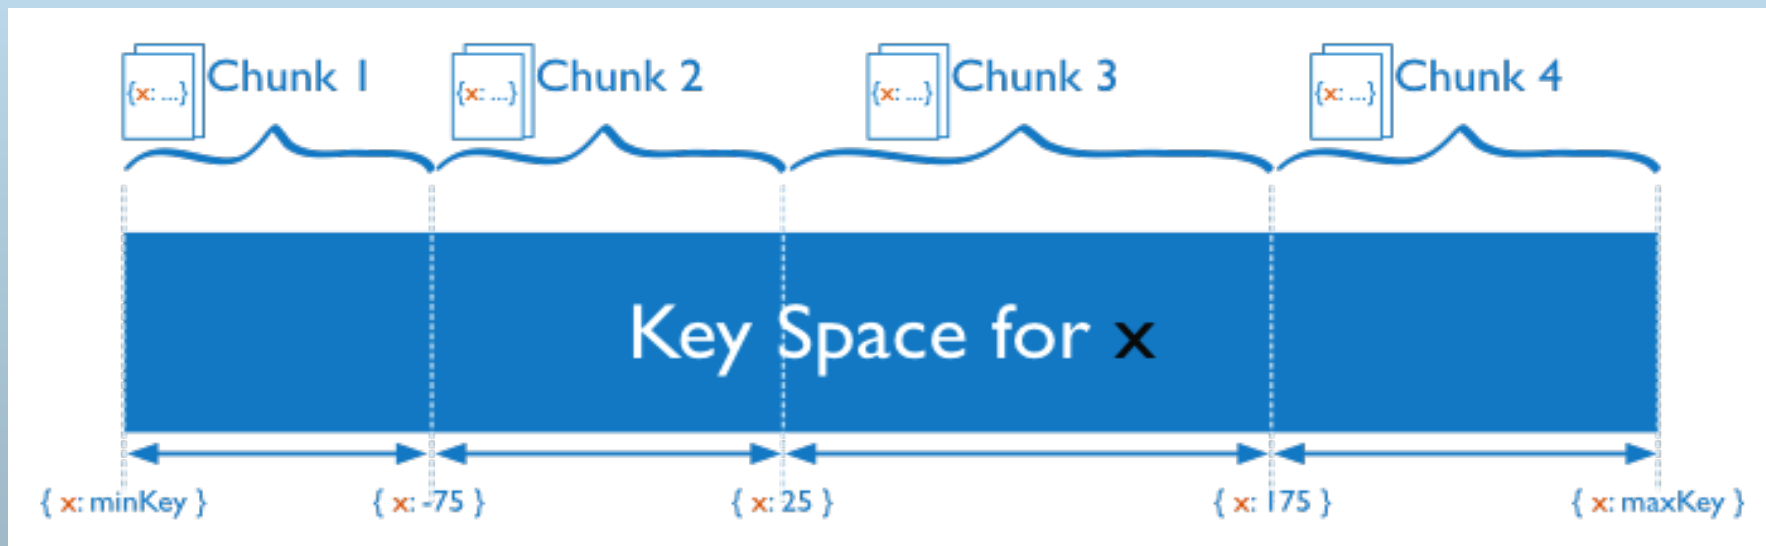 Chunk 1 Chunk 2 Chunk 3 Chunk 4
{x: ...} {x: ...} {x: ...} {x: ...}
Key Space for x
{ x: minKey } { x: -75 } { x: 25 } { x: 175 } { x: maxKey }